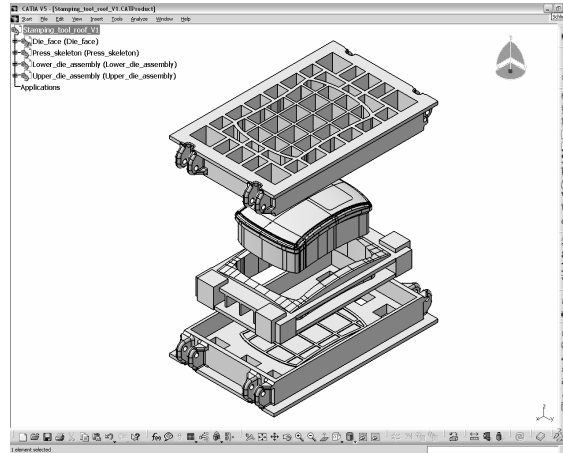 CATIA V5 - [Stamping_tool_roof_V1.CATProduct]
Start File Edit View Insert Tools Analyze Window Help
Stamping_tool_roof_V1
Die_face (Die_face)
Press_skeleton (Press_skeleton)
Lower_die_assembly (Lower_die_assembly)
Upper_die_assembly (Upper_die_assembly)
Applications
z
x y
1 element selected